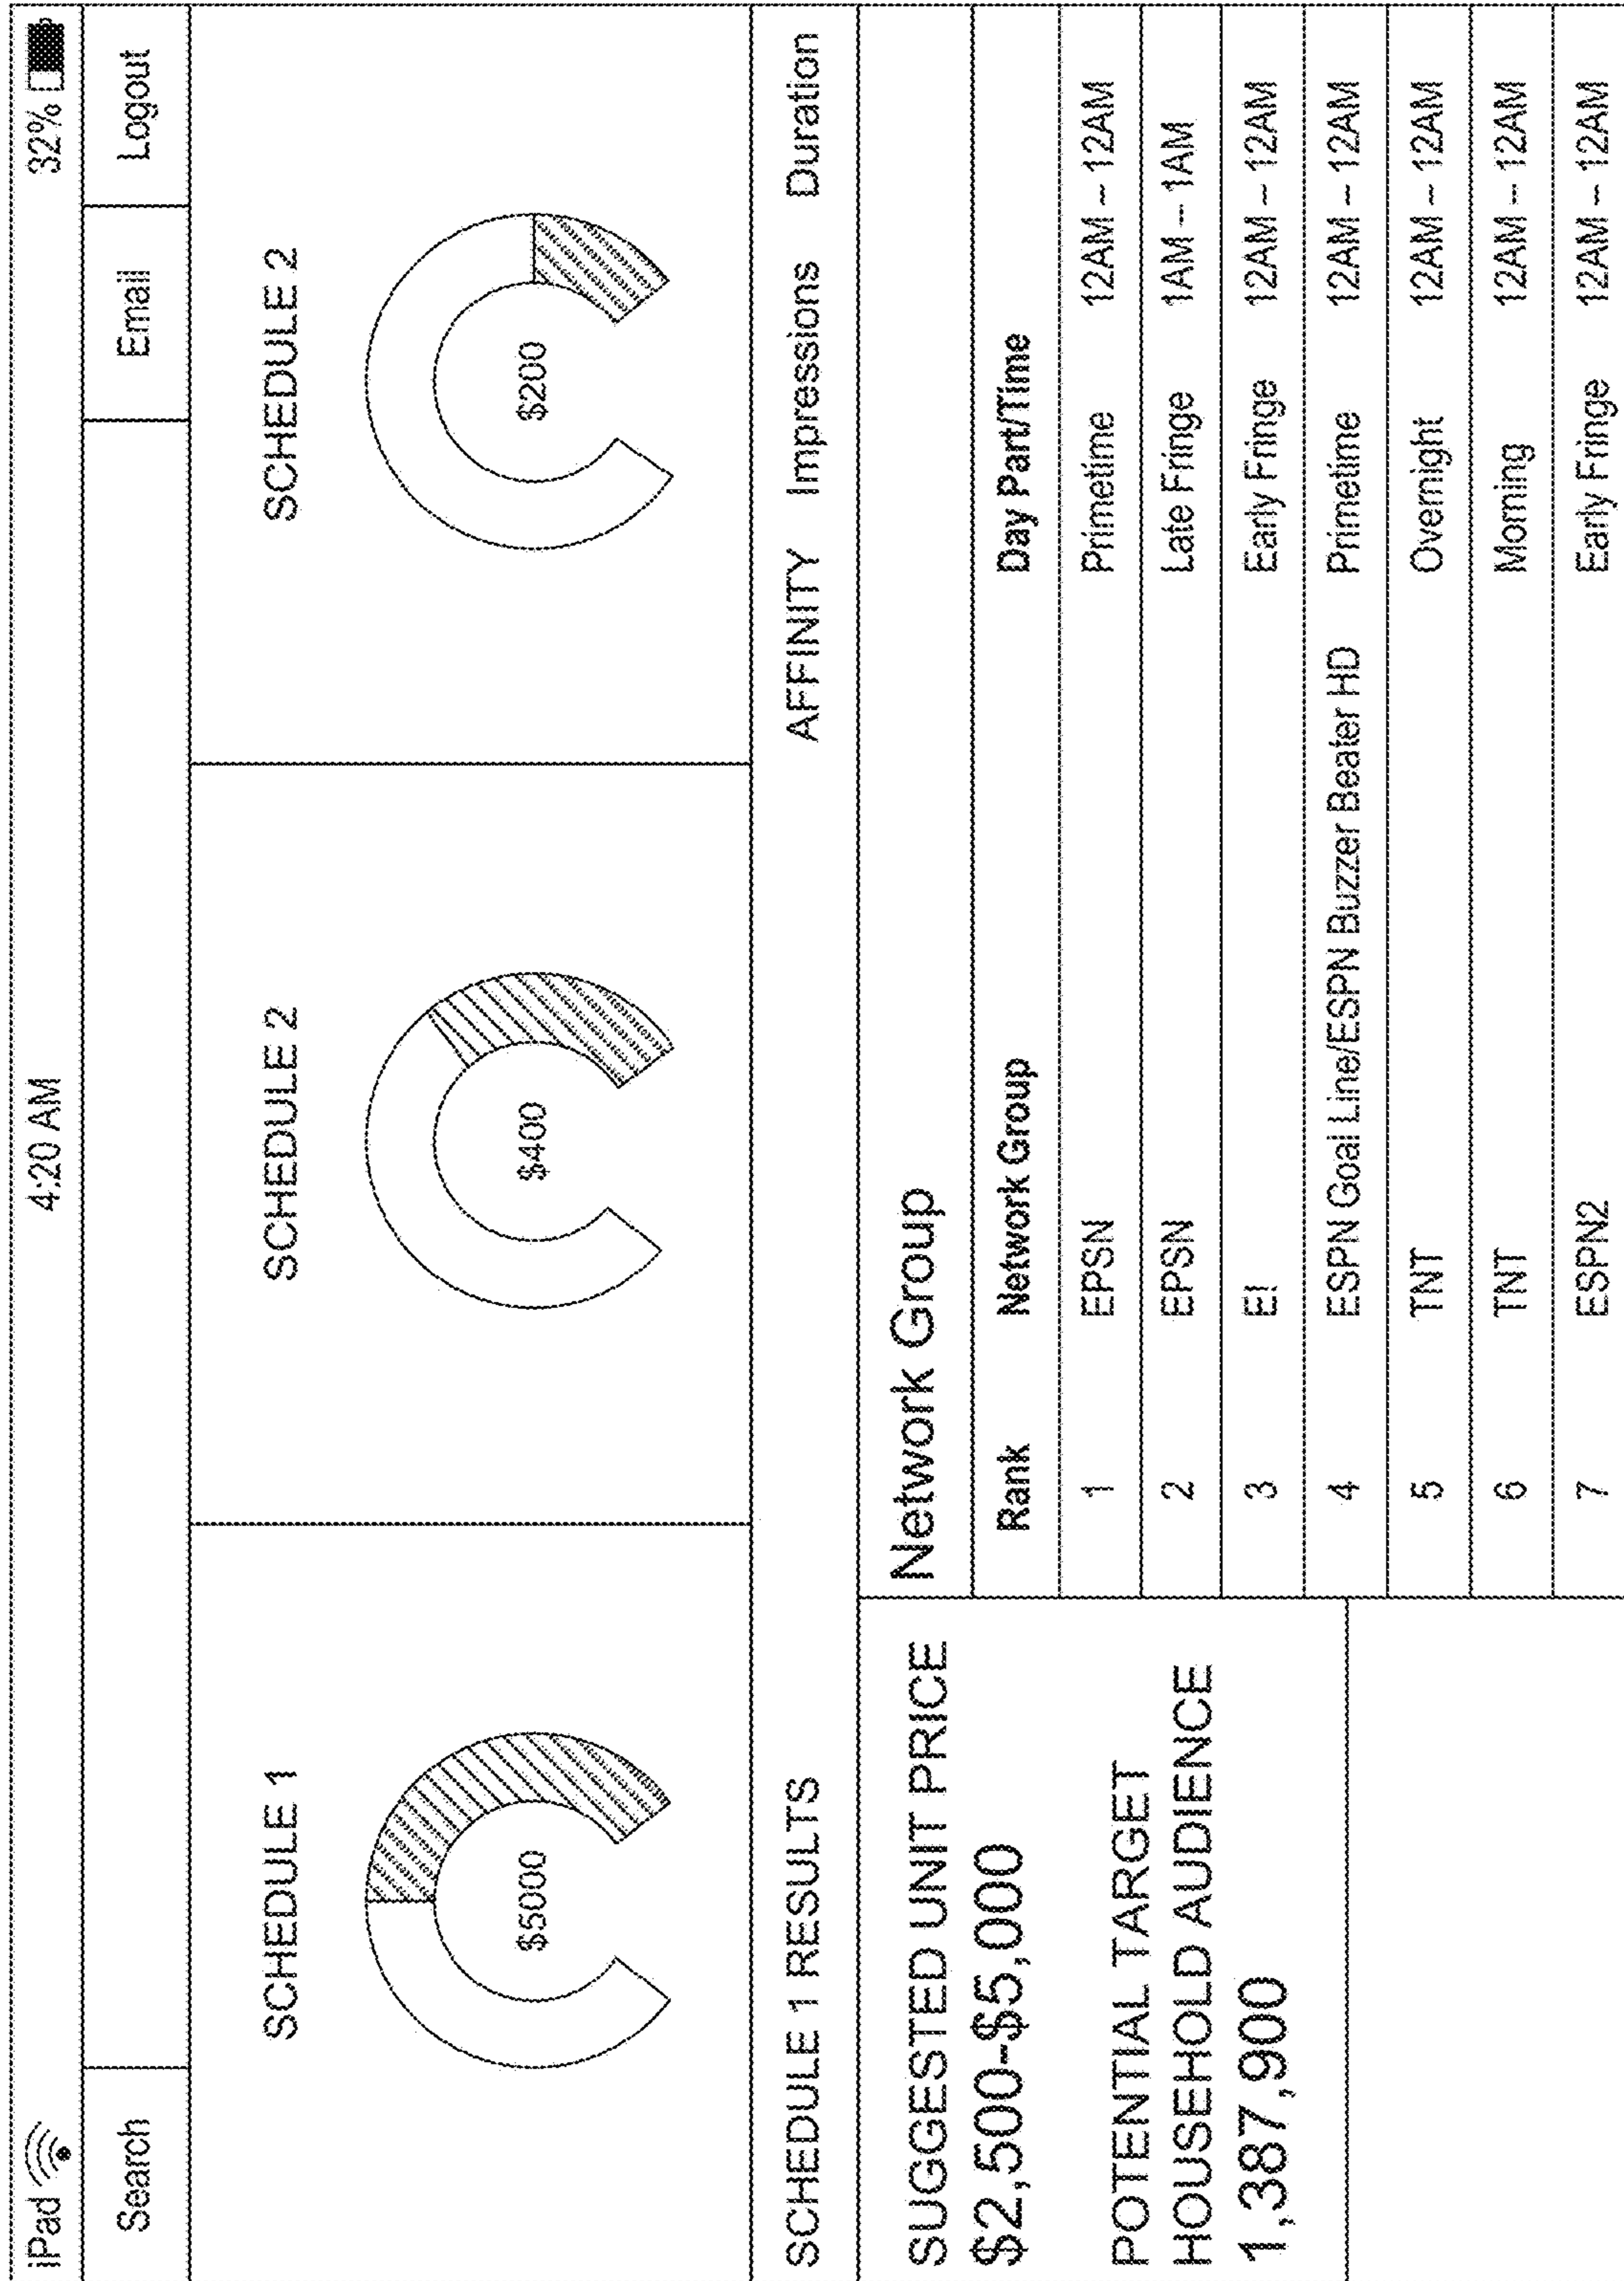 iPad 4:20 AM 32%
Search Email Logout
SCHEDULE 1 SCHEDULE 2 SCHEDULE 2
$5000 $400 $200
SCHEDULE 1 RESULTS AFFINITY Impressions Duration
SUGGESTED UNIT PRICE
$2,500-$5,000
POTENTIAL TARGET
HOUSEHOLD AUDIENCE
1,387,900
Network Group
Rank Network Group Day Part/Time
1 EPSN Primetime 12AM – 12AM
2 EPSN Late Fringe 1AM – 1AM
3 E! Early Fringe 12AM – 12AM
4 ESPN Goal Line/ESPN Buzzer Beater HD Primetime 12AM – 12AM
5 TNT Overnight 12AM – 12AM
6 TNT Morning 12AM – 12AM
7 ESPN2 Early Fringe 12AM – 12AM